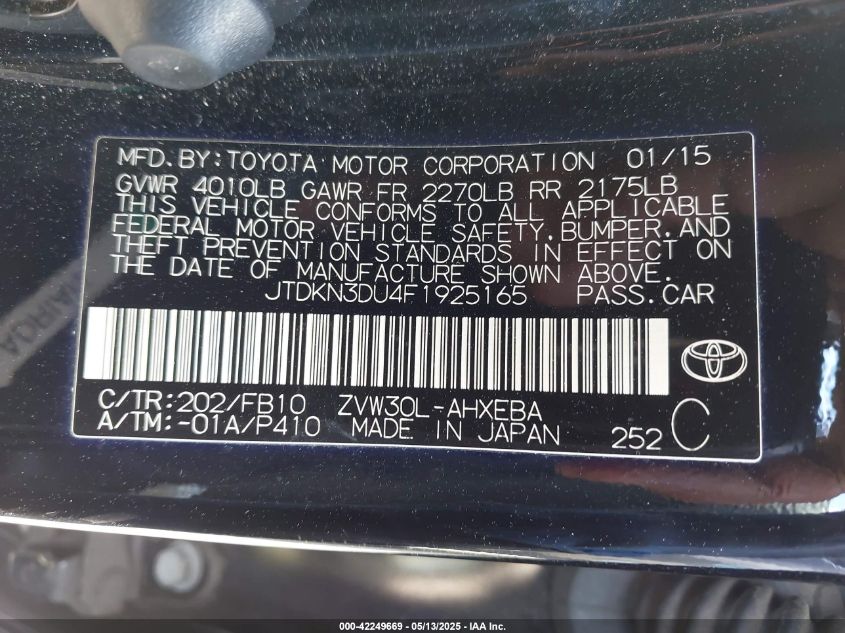 MFD.BY:TOYOTA MOTOR CORPORATION 01/15
GVWR 4010LB GAWR FR 2270LB RR 2175LB
THIS VEHICLE CONFORMS TO ALL APPLICABLE
FEDERAL MOTOR VEHICLE SAFETY,BUMPER,AND
THEFT PREVENTION STANDARDS IN EFFECT ON
THE DATE OF MANUFACTURE SHOWN ABOVE.
JTDKN3DU4F1925165 PASS.CAR
C/TR:202/FB10 ZVW30L-AHXEBA
A/TM:-01A/P410 MADE IN JAPAN 252 C
000-42249669 - 05/13/2025 - IAA Inc.